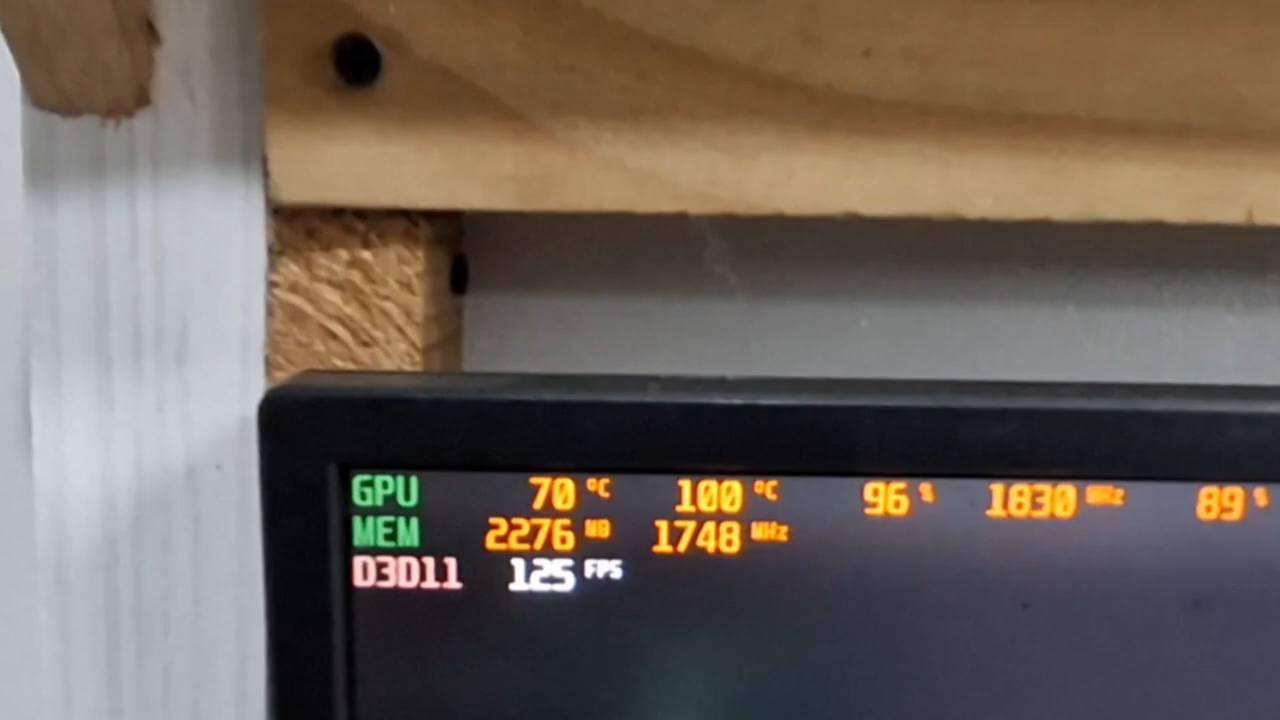 GPU 70 °C 100 °C 96 % 1830 MHz 89 %
MEM 2276 MB 1748 MHz
D3D11 125 FPS